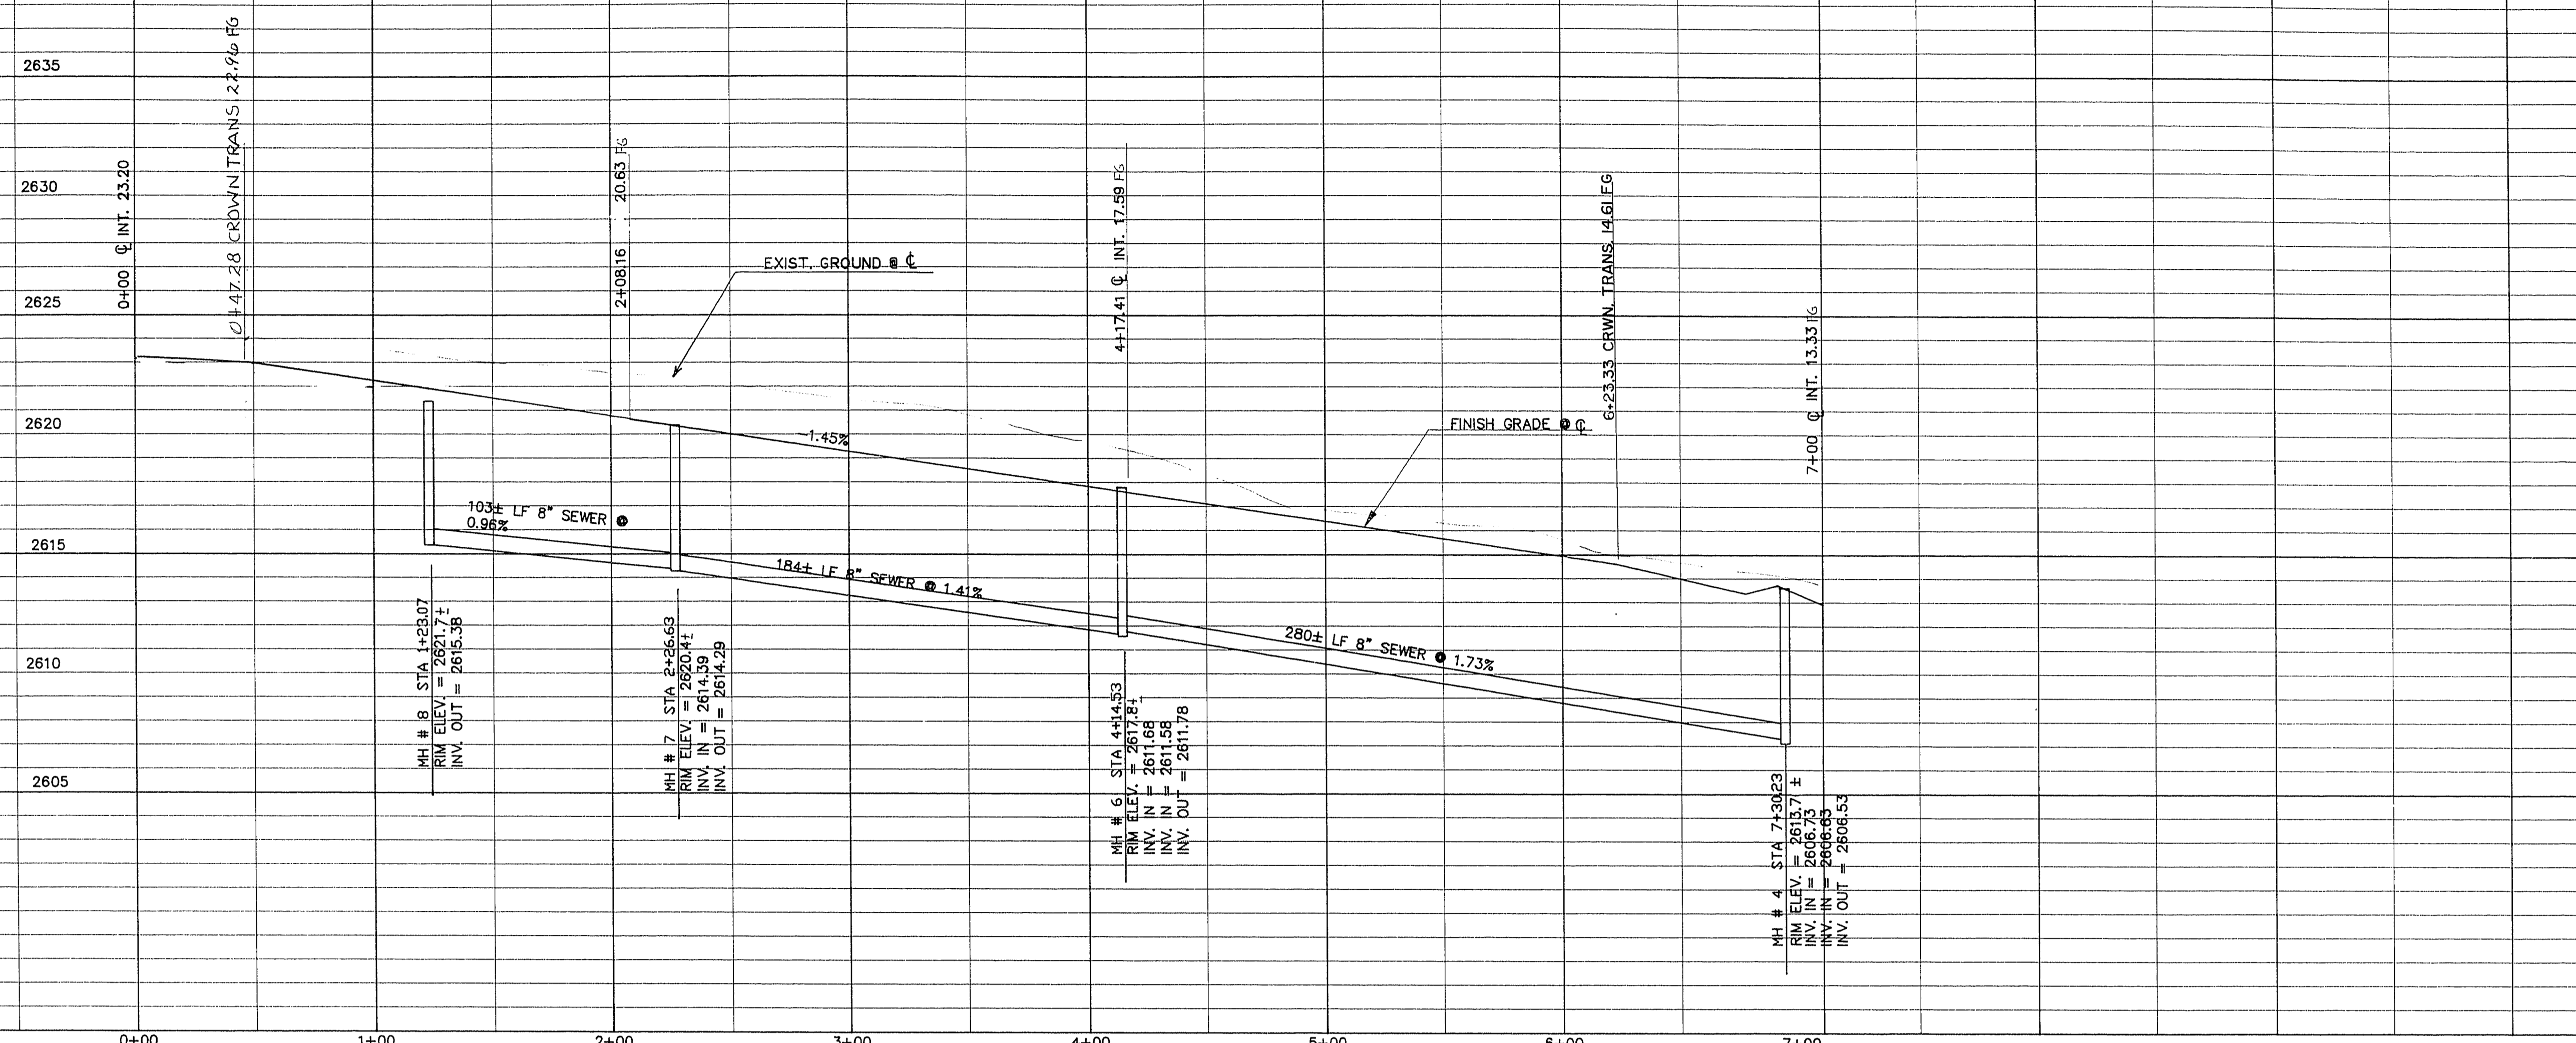 2635
2630
2625
2620
2615
2610
2605
0+00 ℄ INT. 23.20
0+47.28 CROWN TRANS 22.96 FG
2+08.16 20.63 FG
EXIST. GROUND @ ℄
4+17.41 ℄ INT. 17.59 FG
6+23.33 CRWN. TRANS. 14.61 FG
7+00 ℄ INT. 13.33 FG
-1.45%
FINISH GRADE @ ℄
103± LF 8" SEWER @
0.96%
184± LF 8" SEWER @ 1.41%
280± LF 8" SEWER @ 1.73%
MH # 8 STA 1+23.07
RIM ELEV. = 2621.7±
INV. OUT = 2615.38
MH # 7 STA 2+26.63
RIM ELEV. = 2620.4±
INV. IN = 2614.39
INV. OUT = 2614.29
MH # 6 STA 4+14.53
RIM ELEV. = 2617.8±
INV. IN = 2611.68
INV. IN = 2611.58
INV. OUT = 2611.78
MH # 4 STA 7+30.23
RIM ELEV. = 2613.7 ±
INV. IN = 2606.73
INV. IN = 2606.63
INV. OUT = 2606.53
0+00 1+00 2+00 3+00 4+00 5+00 6+00 7+00